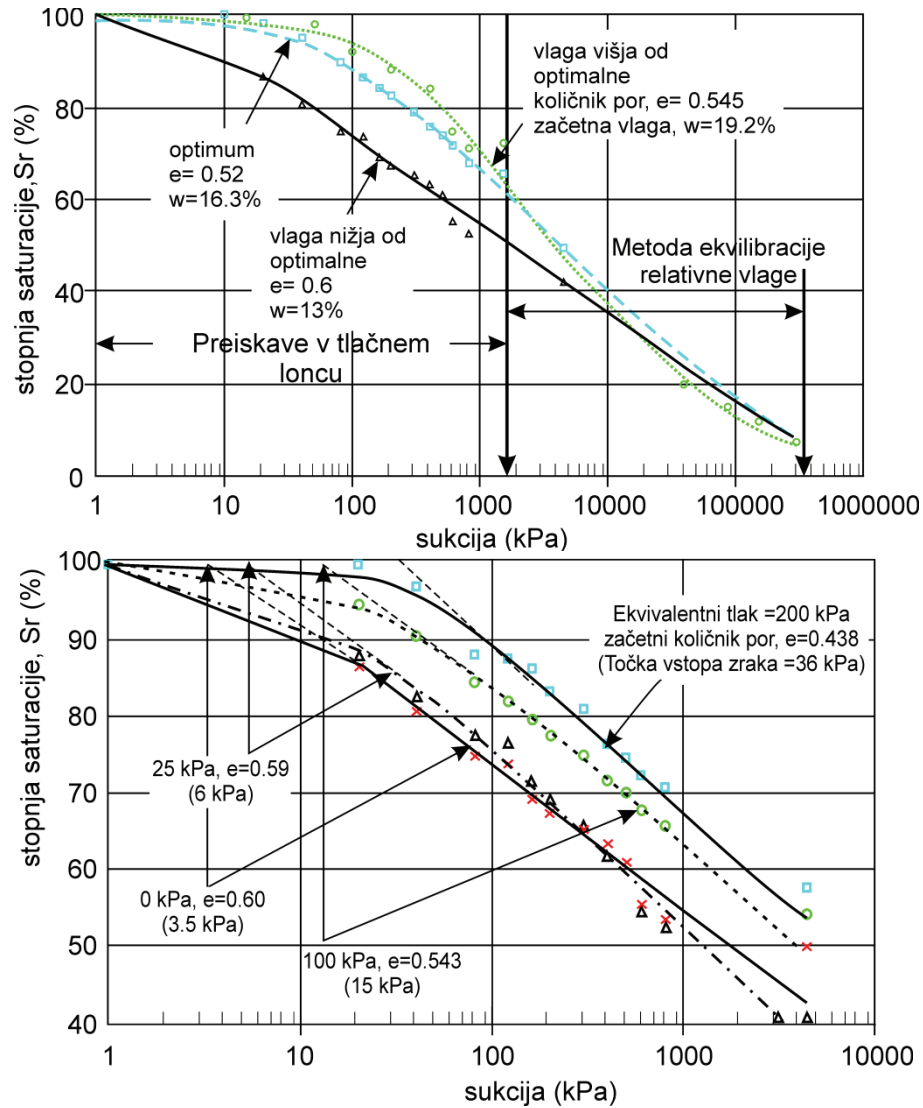 stopnja saturacije,Sr (%)
100
80
60
40
20
0
vlaga višja od
optimalne
količnik por, e= 0.545
začetna vlaga, w=19.2%
optimum
e= 0.52
w=16.3%
vlaga nižja od
optimalne
e= 0.6
w=13%
Metoda ekvilibracije
relativne vlage
Preiskave v tlačnem
loncu
1 10 100 1000 10000 100000 1000000
sukcija (kPa)
stopnja saturacije, Sr (%)
100
90
80
70
60
50
40
Ekvivalentni tlak =200 kPa
začetni količnik por, e=0.438
(Točka vstopa zraka =36 kPa)
25 kPa, e=0.59
(6 kPa)
0 kPa, e=0.60
(3.5 kPa)
100 kPa, e=0.543
(15 kPa)
1 10 100 1000 10000
sukcija (kPa)